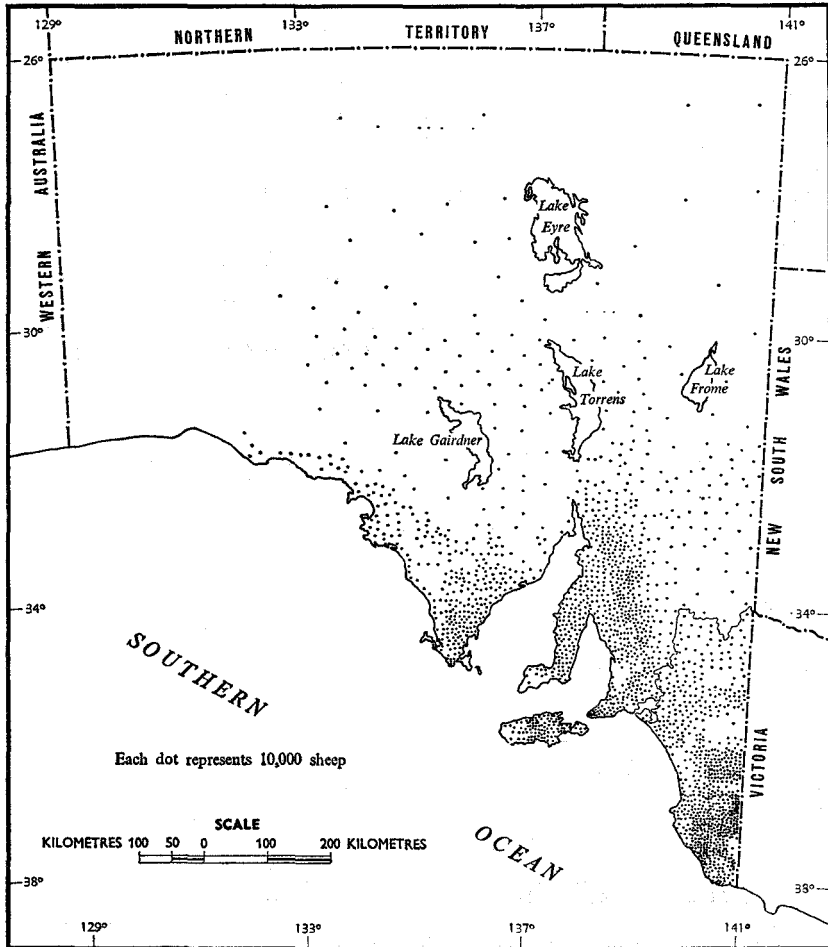 129°
133°
137°
141°
NORTHERN TERRITORY
QUEENSLAND
26°
26°
WESTERN AUSTRALIA
Lake
Eyre
30°
30°
Lake
Torrens
Lake
Frome
Lake Gairdner
NEW SOUTH WALES
34°
34°
SOUTHERN
OCEAN
Each dot represents 10,000 sheep
VICTORIA
SCALE
KILOMETRES 100 50 0 100 200 KILOMETRES
38°
38°
129°
133°
137°
141°